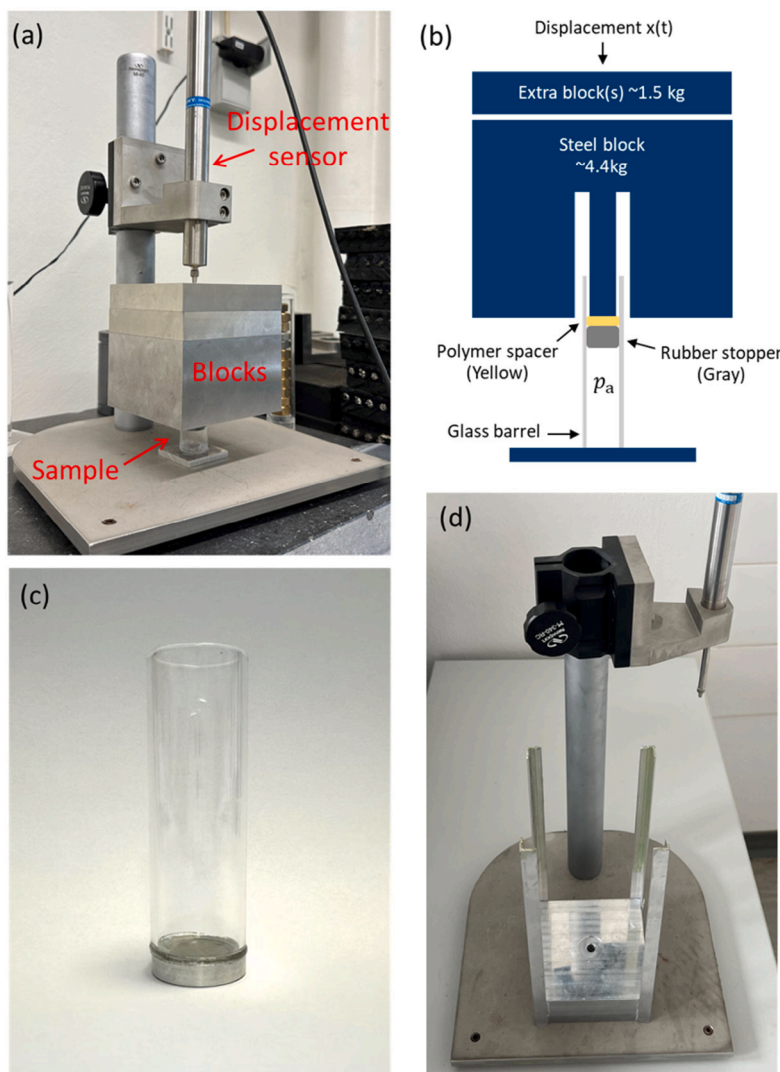 (a)
Displacement
sensor
Blocks
Sample
(b)
Displacement x(t)
Extra block(s) ~1.5 kg
Steel block
~4.4kg
Polymer spacer
(Yellow)
Rubber stopper
(Gray)
pₐ
Glass barrel
(c)
(d)